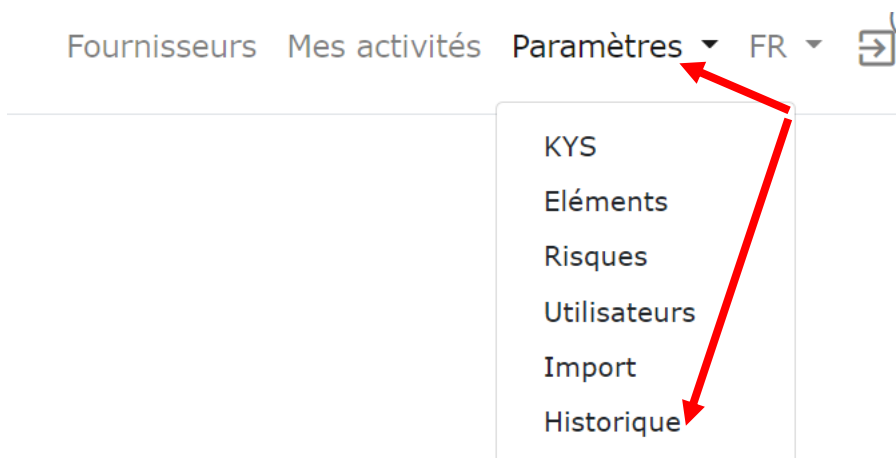 Fournisseurs Mes activités Paramètres FR
KYS
Eléments
Risques
Utilisateurs
Import
Historique